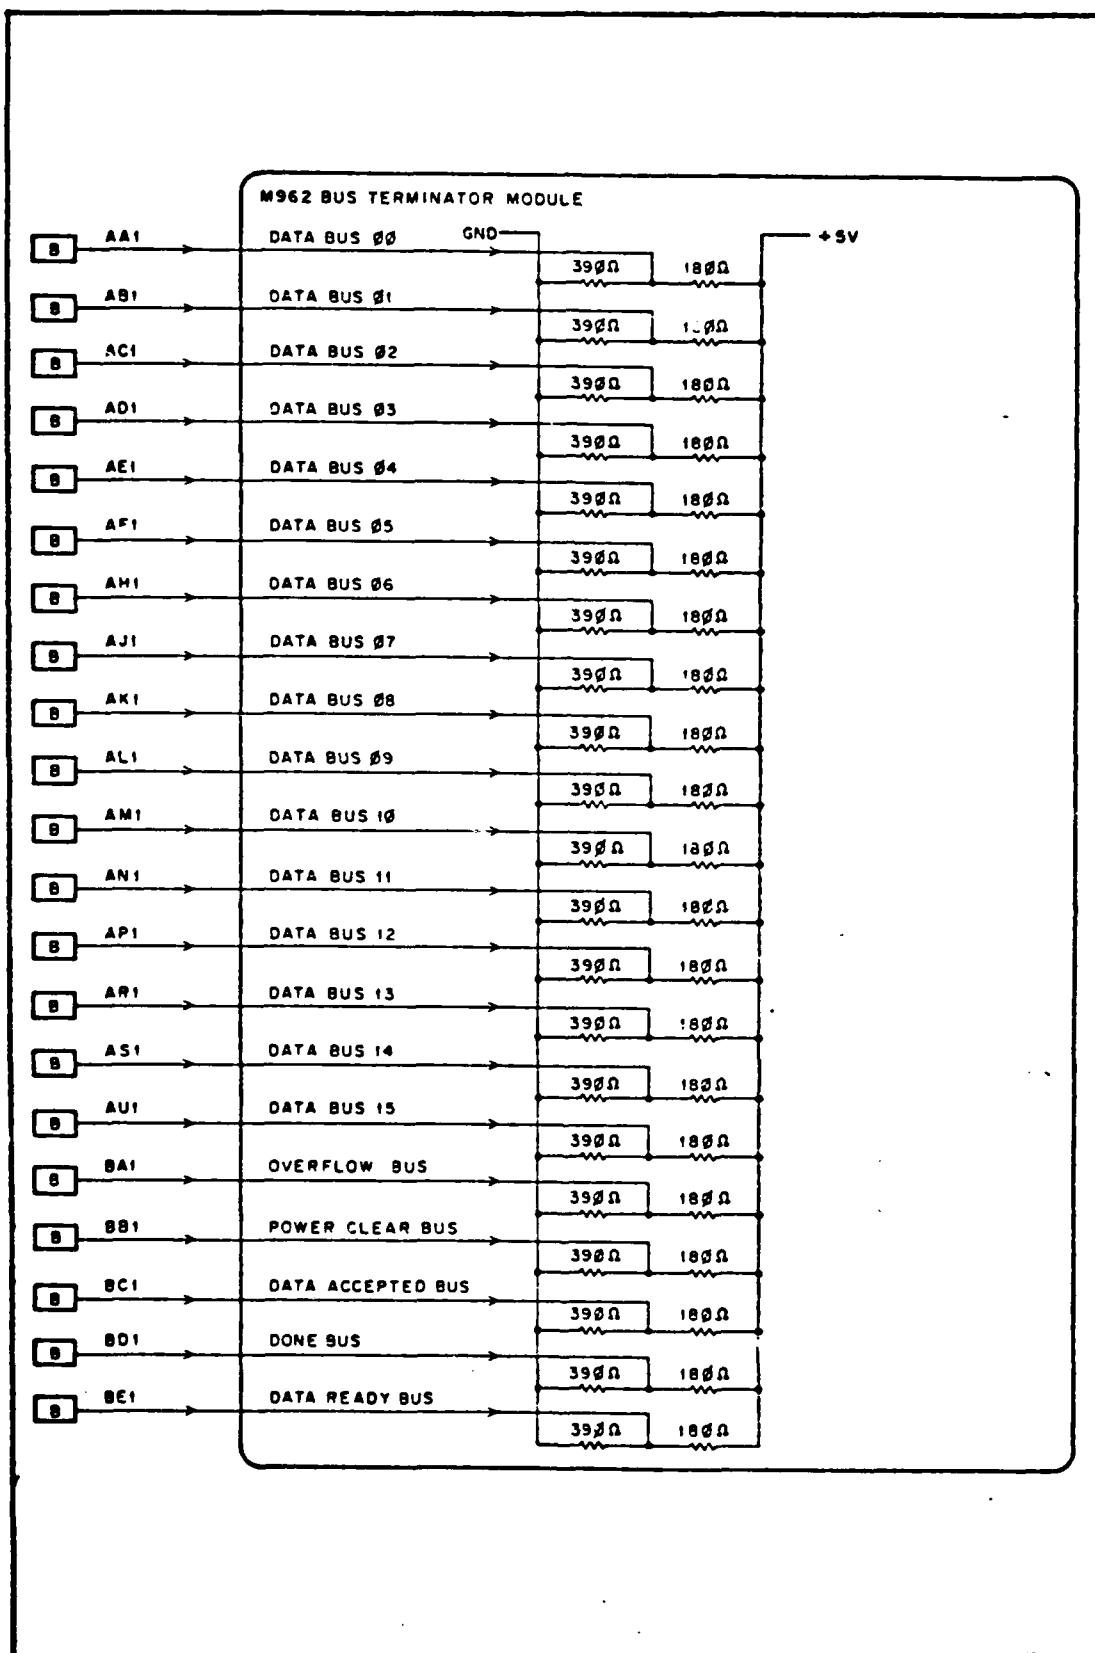 M962 BUS TERMINATOR MODULE
B AA1 DATA BUS ØØ GND +5V
39ØΩ 18ØΩ
B AB1 DATA BUS Ø1
39ØΩ
B AC1 DATA BUS Ø2
39ØΩ 18ØΩ
B AD1 DATA BUS Ø3
39ØΩ 18ØΩ
B AE1 DATA BUS Ø4
39ØΩ 18ØΩ
B AF1 DATA BUS Ø5
39ØΩ 18ØΩ
B AH1 DATA BUS Ø6
39ØΩ 18ØΩ
B AJ1 DATA BUS Ø7
39ØΩ 18ØΩ
B AK1 DATA BUS Ø8
39ØΩ 18ØΩ
B AL1 DATA BUS Ø9
39ØΩ 18ØΩ
B AM1 DATA BUS 1Ø
39ØΩ 18ØΩ
B AN1 DATA BUS 11
39ØΩ 18ØΩ
B AP1 DATA BUS 12
39ØΩ 18ØΩ
B AR1 DATA BUS 13
39ØΩ 18ØΩ
B AS1 DATA BUS 14
39ØΩ 18ØΩ
B AU1 DATA BUS 15
39ØΩ 18ØΩ
B BA1 OVERFLOW BUS
39ØΩ 18ØΩ
B BB1 POWER CLEAR BUS
39ØΩ 18ØΩ
B BC1 DATA ACCEPTED BUS
39ØΩ 18ØΩ
B BD1 DONE BUS
39ØΩ 18ØΩ
B BE1 DATA READY BUS
39ØΩ 18ØΩ